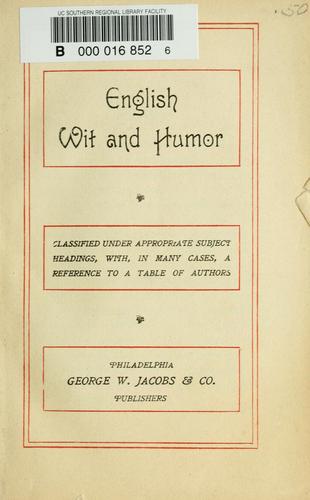 .50
UC SOUTHERN REGIONAL LIBRARY FACILITY
B 000 016 852 6
English
Wit and Humor
CLASSIFIED UNDER APPROPRIATE SUBJECT
HEADINGS, WITH, IN MANY CASES, A
REFERENCE TO A TABLE OF AUTHORS
PHILADELPHIA
GEORGE W. JACOBS & CO.
PUBLISHERS